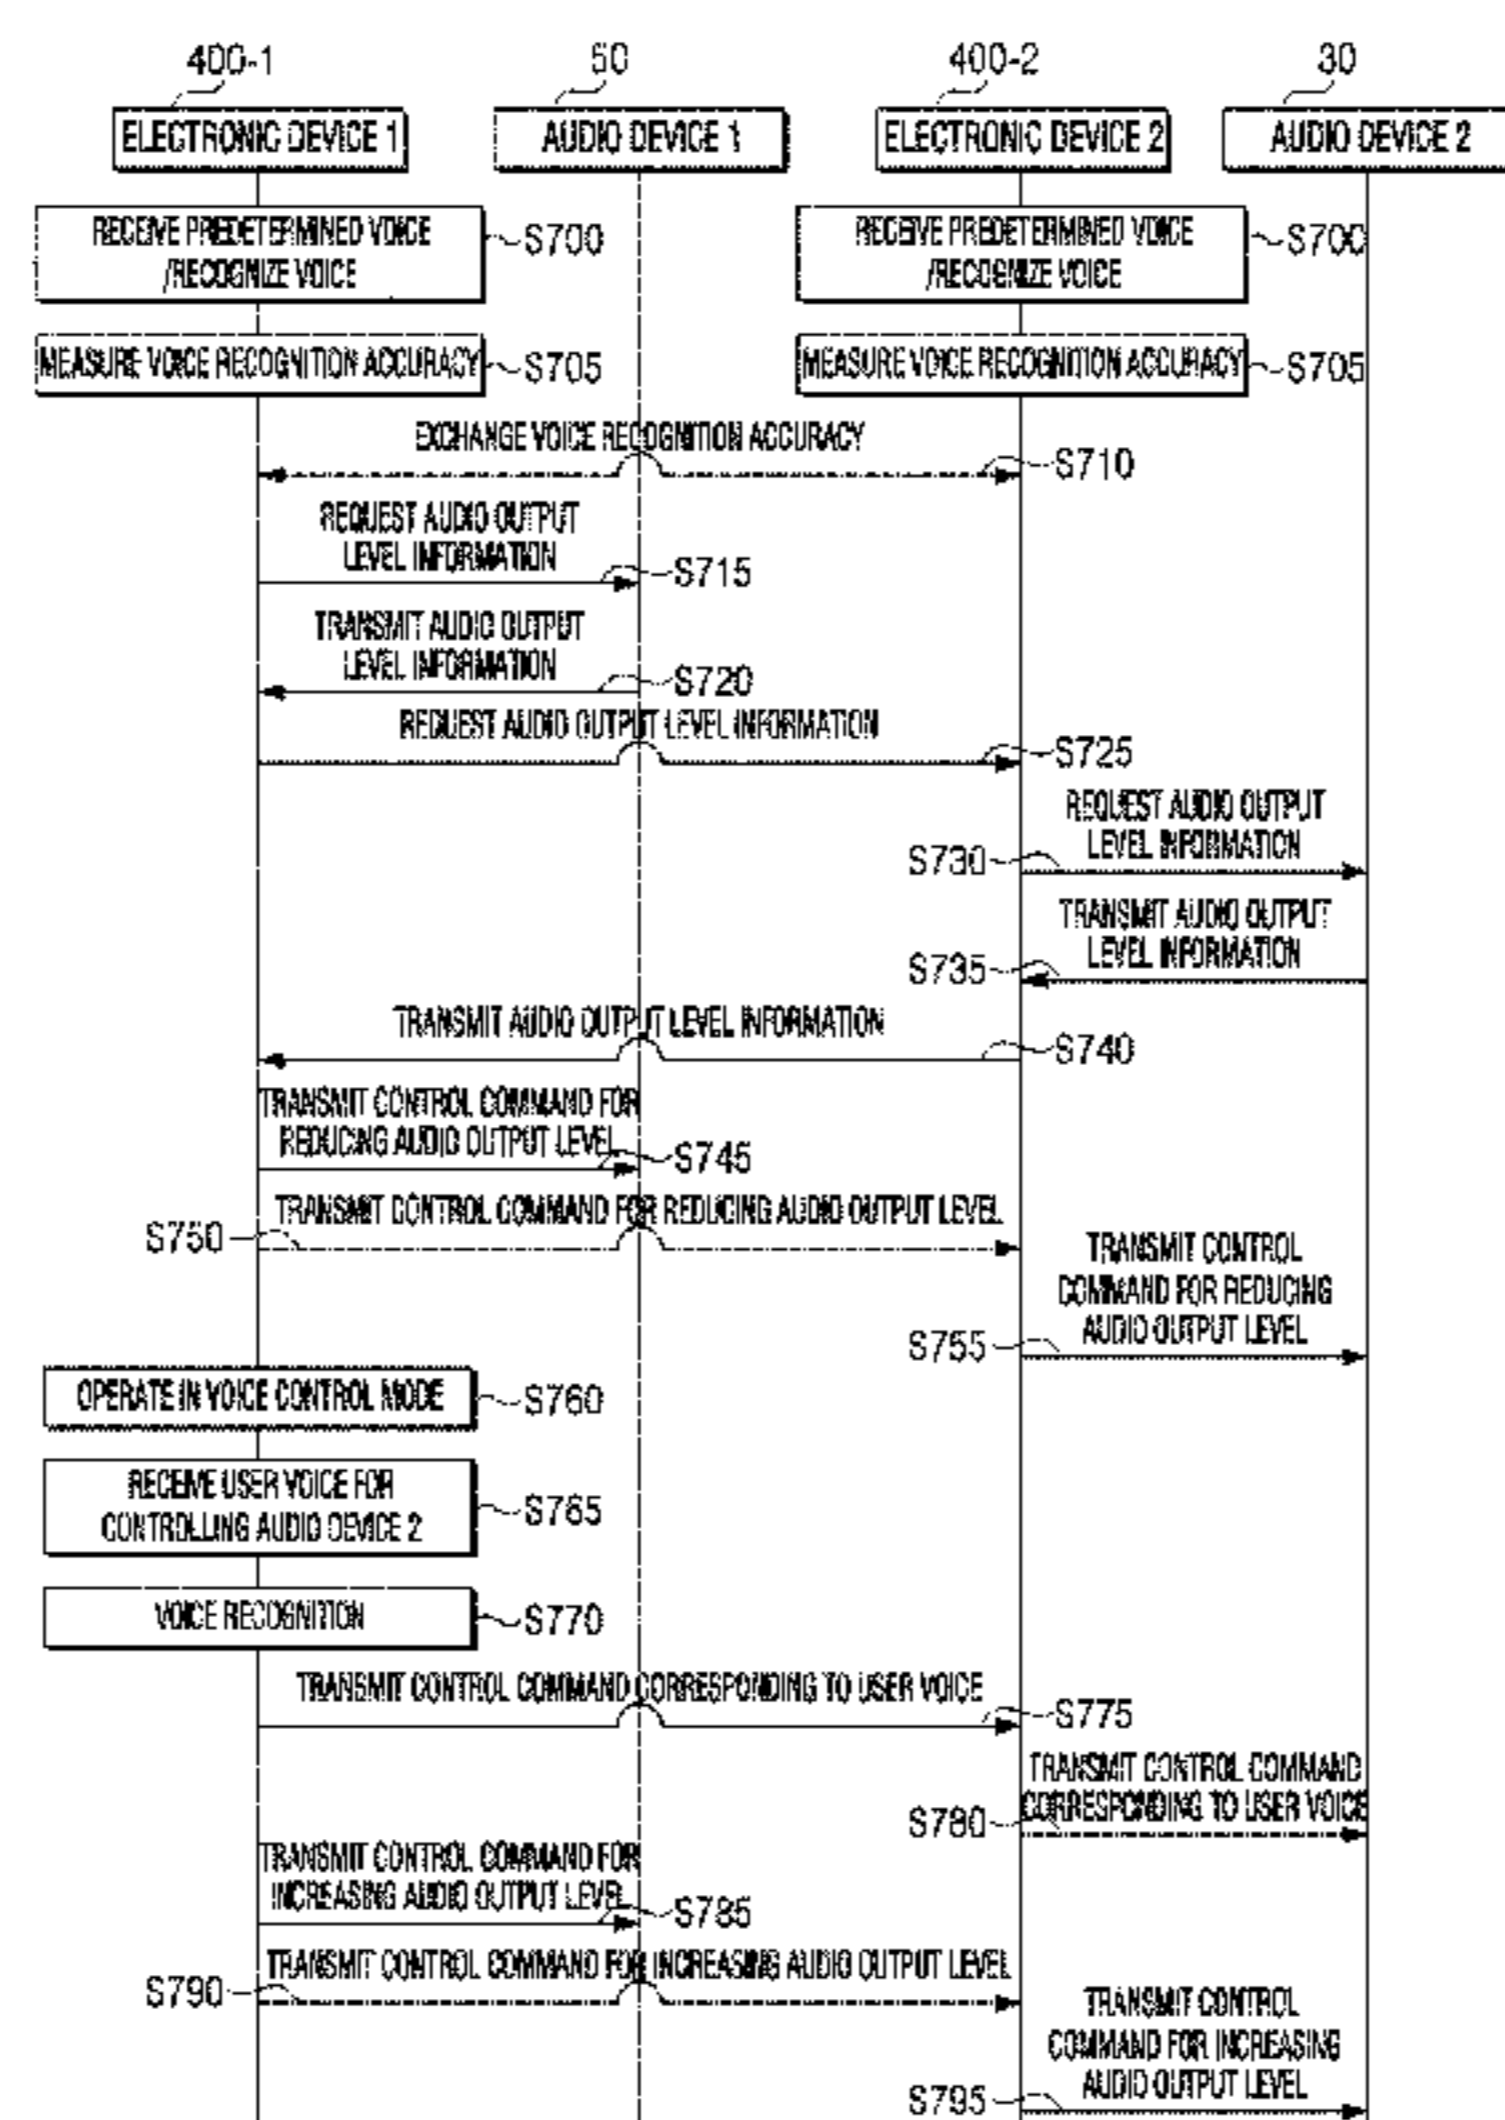 400-1
60
400-2
30
ELECTRONIC DEVICE 1
AUDIO DEVICE 1
ELECTRONIC DEVICE 2
AUDIO DEVICE 2
RECEIVE PREDETERMINED VOICE
/RECOGNIZE VOICE
S700
RECEIVE PREDETERMINED VOICE
/RECOGNIZE VOICE
S700
MEASURE VOICE RECOGNITION ACCURACY
S705
MEASURE VOICE RECOGNITION ACCURACY
S705
EXCHANGE VOICE RECOGNITION ACCURACY
S710
REQUEST AUDIO OUTPUT
LEVEL INFORMATION
S715
TRANSMIT AUDIO OUTPUT
LEVEL INFORMATION
S720
REQUEST AUDIO OUTPUT LEVEL INFORMATION
S725
REQUEST AUDIO OUTPUT
LEVEL INFORMATION
S730
TRANSMIT AUDIO OUTPUT
LEVEL INFORMATION
S735
TRANSMIT AUDIO OUTPUT LEVEL INFORMATION
S740
TRANSMIT CONTROL COMMAND FOR
REDUCING AUDIO OUTPUT LEVEL
S745
TRANSMIT CONTROL COMMAND FOR REDUCING AUDIO OUTPUT LEVEL
S750
TRANSMIT CONTROL
COMMAND FOR REDUCING
AUDIO OUTPUT LEVEL
S755
OPERATE IN VOICE CONTROL MODE
S760
RECEIVE USER VOICE FOR
CONTROLLING AUDIO DEVICE 2
S765
VOICE RECOGNITION
S770
TRANSMIT CONTROL COMMAND CORRESPONDING TO USER VOICE
S775
TRANSMIT CONTROL COMMAND
CORRESPONDING TO USER VOICE
S780
TRANSMIT CONTROL COMMAND FOR
INCREASING AUDIO OUTPUT LEVEL
S785
TRANSMIT CONTROL COMMAND FOR INCREASING AUDIO OUTPUT LEVEL
S790
TRANSMIT CONTROL
COMMAND FOR INCREASING
AUDIO OUTPUT LEVEL
S795